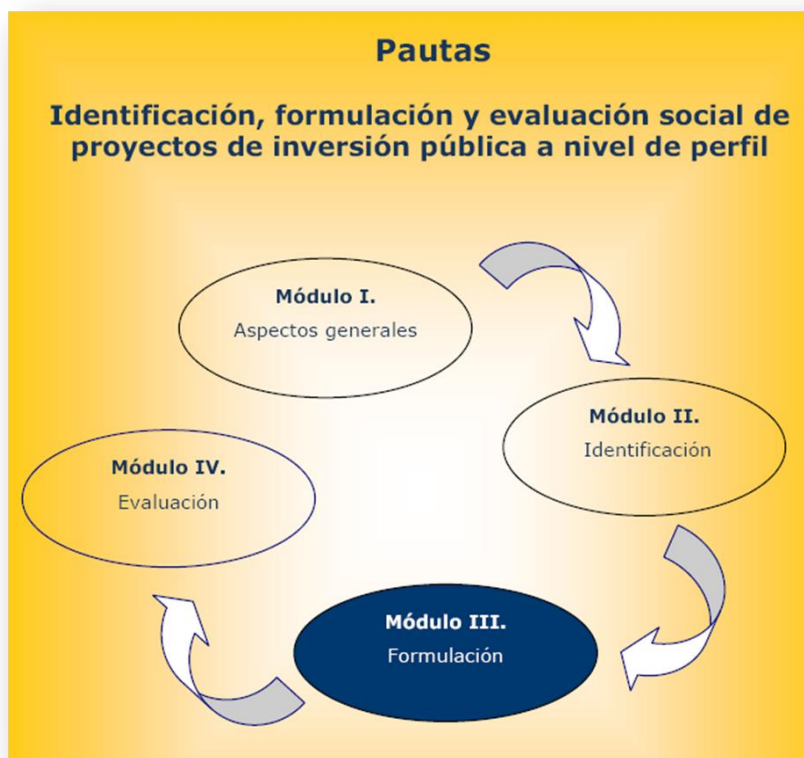 Pautas
Identificación, formulación y evaluación social de
proyectos de inversión pública a nivel de perfil
Módulo I.
Aspectos generales
Módulo II.
Identificación
Módulo III.
Formulación
Módulo IV.
Evaluación